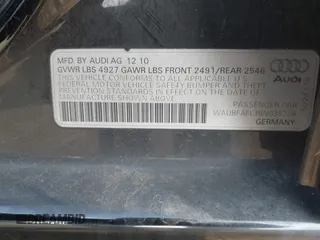 MFD. BY AUDI AG 12 10
GVWR LBS 4927 GAWR LBS FRONT 2491/REAR 2546
THIS VEHICLE CONFORMS TO ALL APPLICABLE
FEDERAL MOTOR VEHICLE SAFETY BUMPER AND
THEFT PREVENTION STANDARDS IN EFFECT
ON THE DATE OF MANUFACTURE SHOWN ABOVE
Audi
PASSENGER CAR
GERMANY